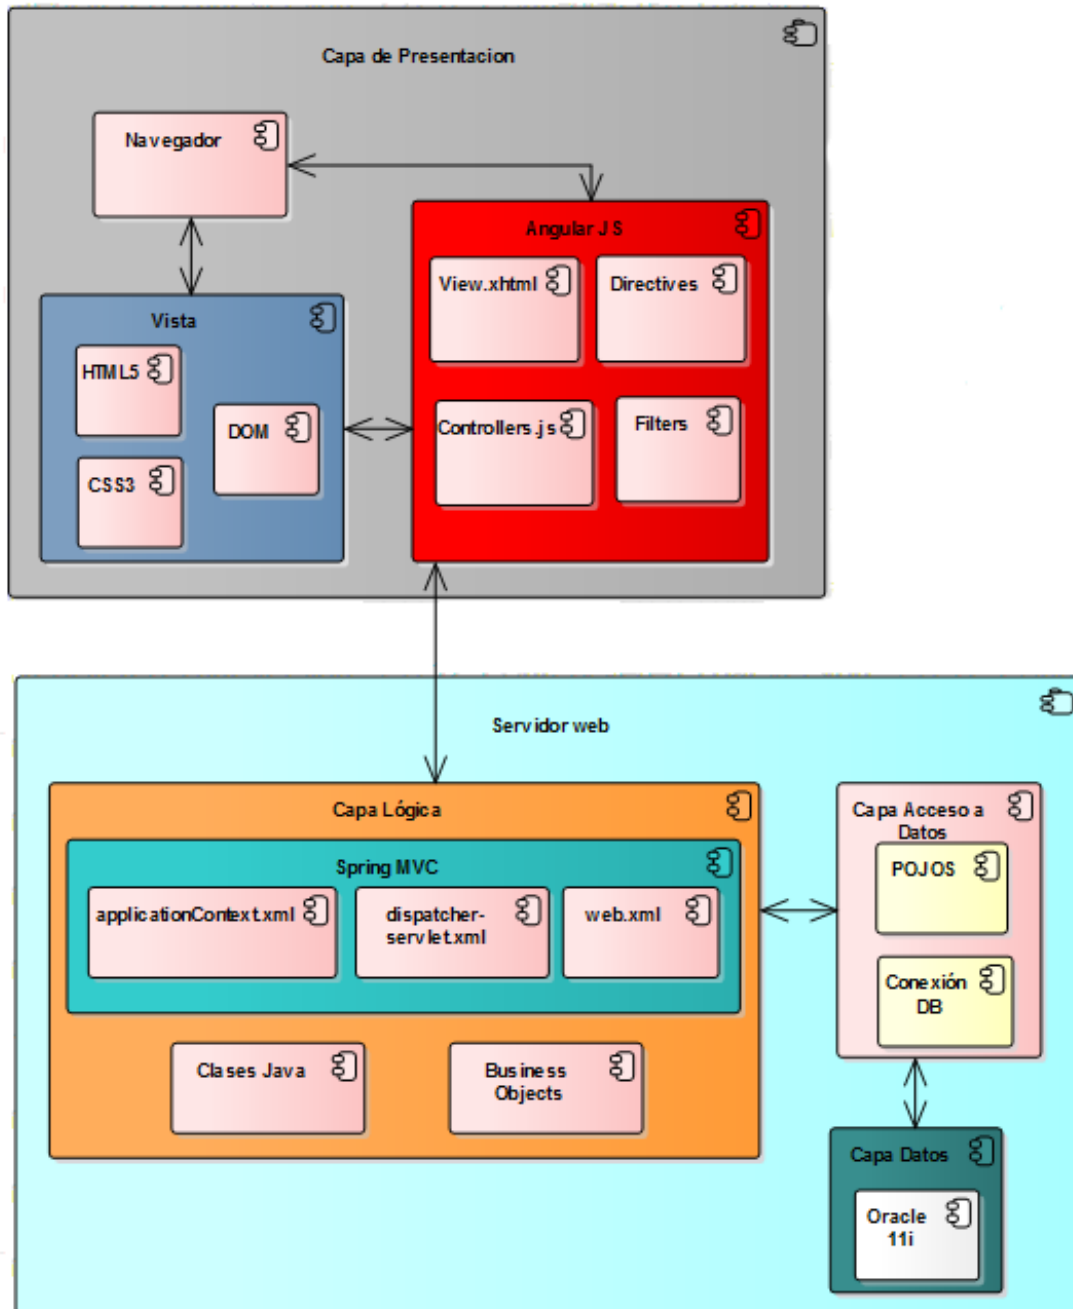 Capa de Presentacion
Navegador
Angular JS
View.xhtml
Directives
Vista
HTML5
DOM
CSS3
Controllers.js
Filters
Servidor web
Capa Lógica
Spring MVC
applicationContext.xml
dispatcher-
servlet.xml
web.xml
Clases Java
Business
Objects
Capa Acceso a
Datos
POJOS
Conexión
DB
Capa Datos
Oracle
11i